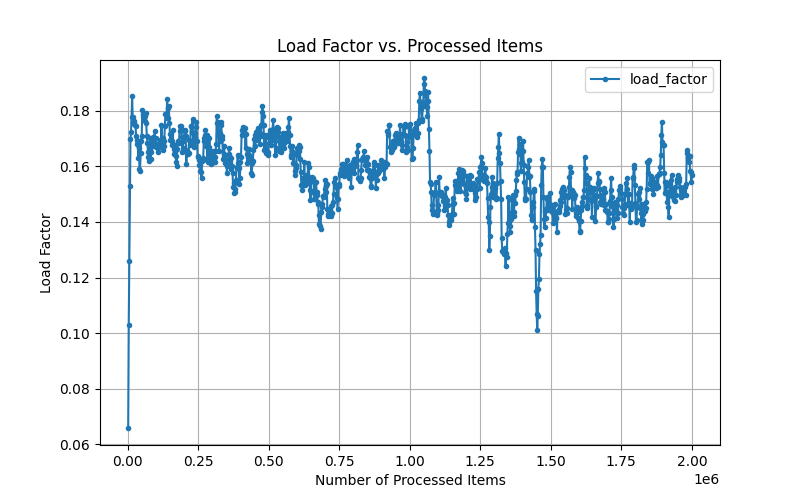 Load Factor vs. Processed Items
load_factor
Load Factor
0.18
0.16
0.14
0.12
0.10
0.08
0.06
0.00 0.25 0.50 0.75 1.00 1.25 1.50 1.75 2.00
1e6
Number of Processed Items